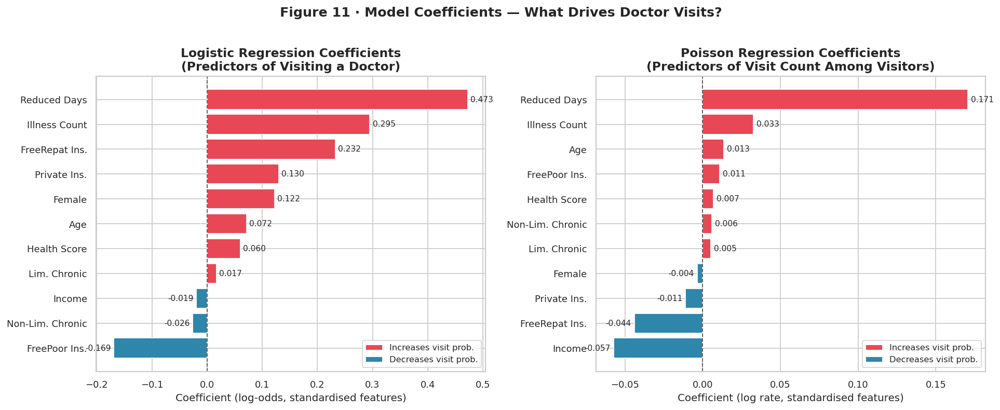 Figure 11 · Model Coefficients — What Drives Doctor Visits?
Logistic Regression Coefficients
(Predictors of Visiting a Doctor)
Reduced Days 0.473
Illness Count 0.295
FreeRepat Ins. 0.232
Private Ins. 0.130
Female 0.122
Age 0.072
Health Score 0.060
Lim. Chronic 0.017
Income -0.019
Non-Lim. Chronic -0.026
FreePoor Ins. -0.169
Increases visit prob.
Decreases visit prob.
−0.2 −0.1 0.0 0.1 0.2 0.3 0.4 0.5
Coefficient (log-odds, standardised features)
Poisson Regression Coefficients
(Predictors of Visit Count Among Visitors)
Reduced Days 0.171
Illness Count 0.033
Age 0.013
FreePoor Ins. 0.011
Health Score 0.007
Non-Lim. Chronic 0.006
Lim. Chronic 0.005
Female -0.004
Private Ins. -0.011
FreeRepat Ins. -0.044
Income -0.057
Increases visit prob.
Decreases visit prob.
−0.05 0.00 0.05 0.10 0.15
Coefficient (log rate, standardised features)